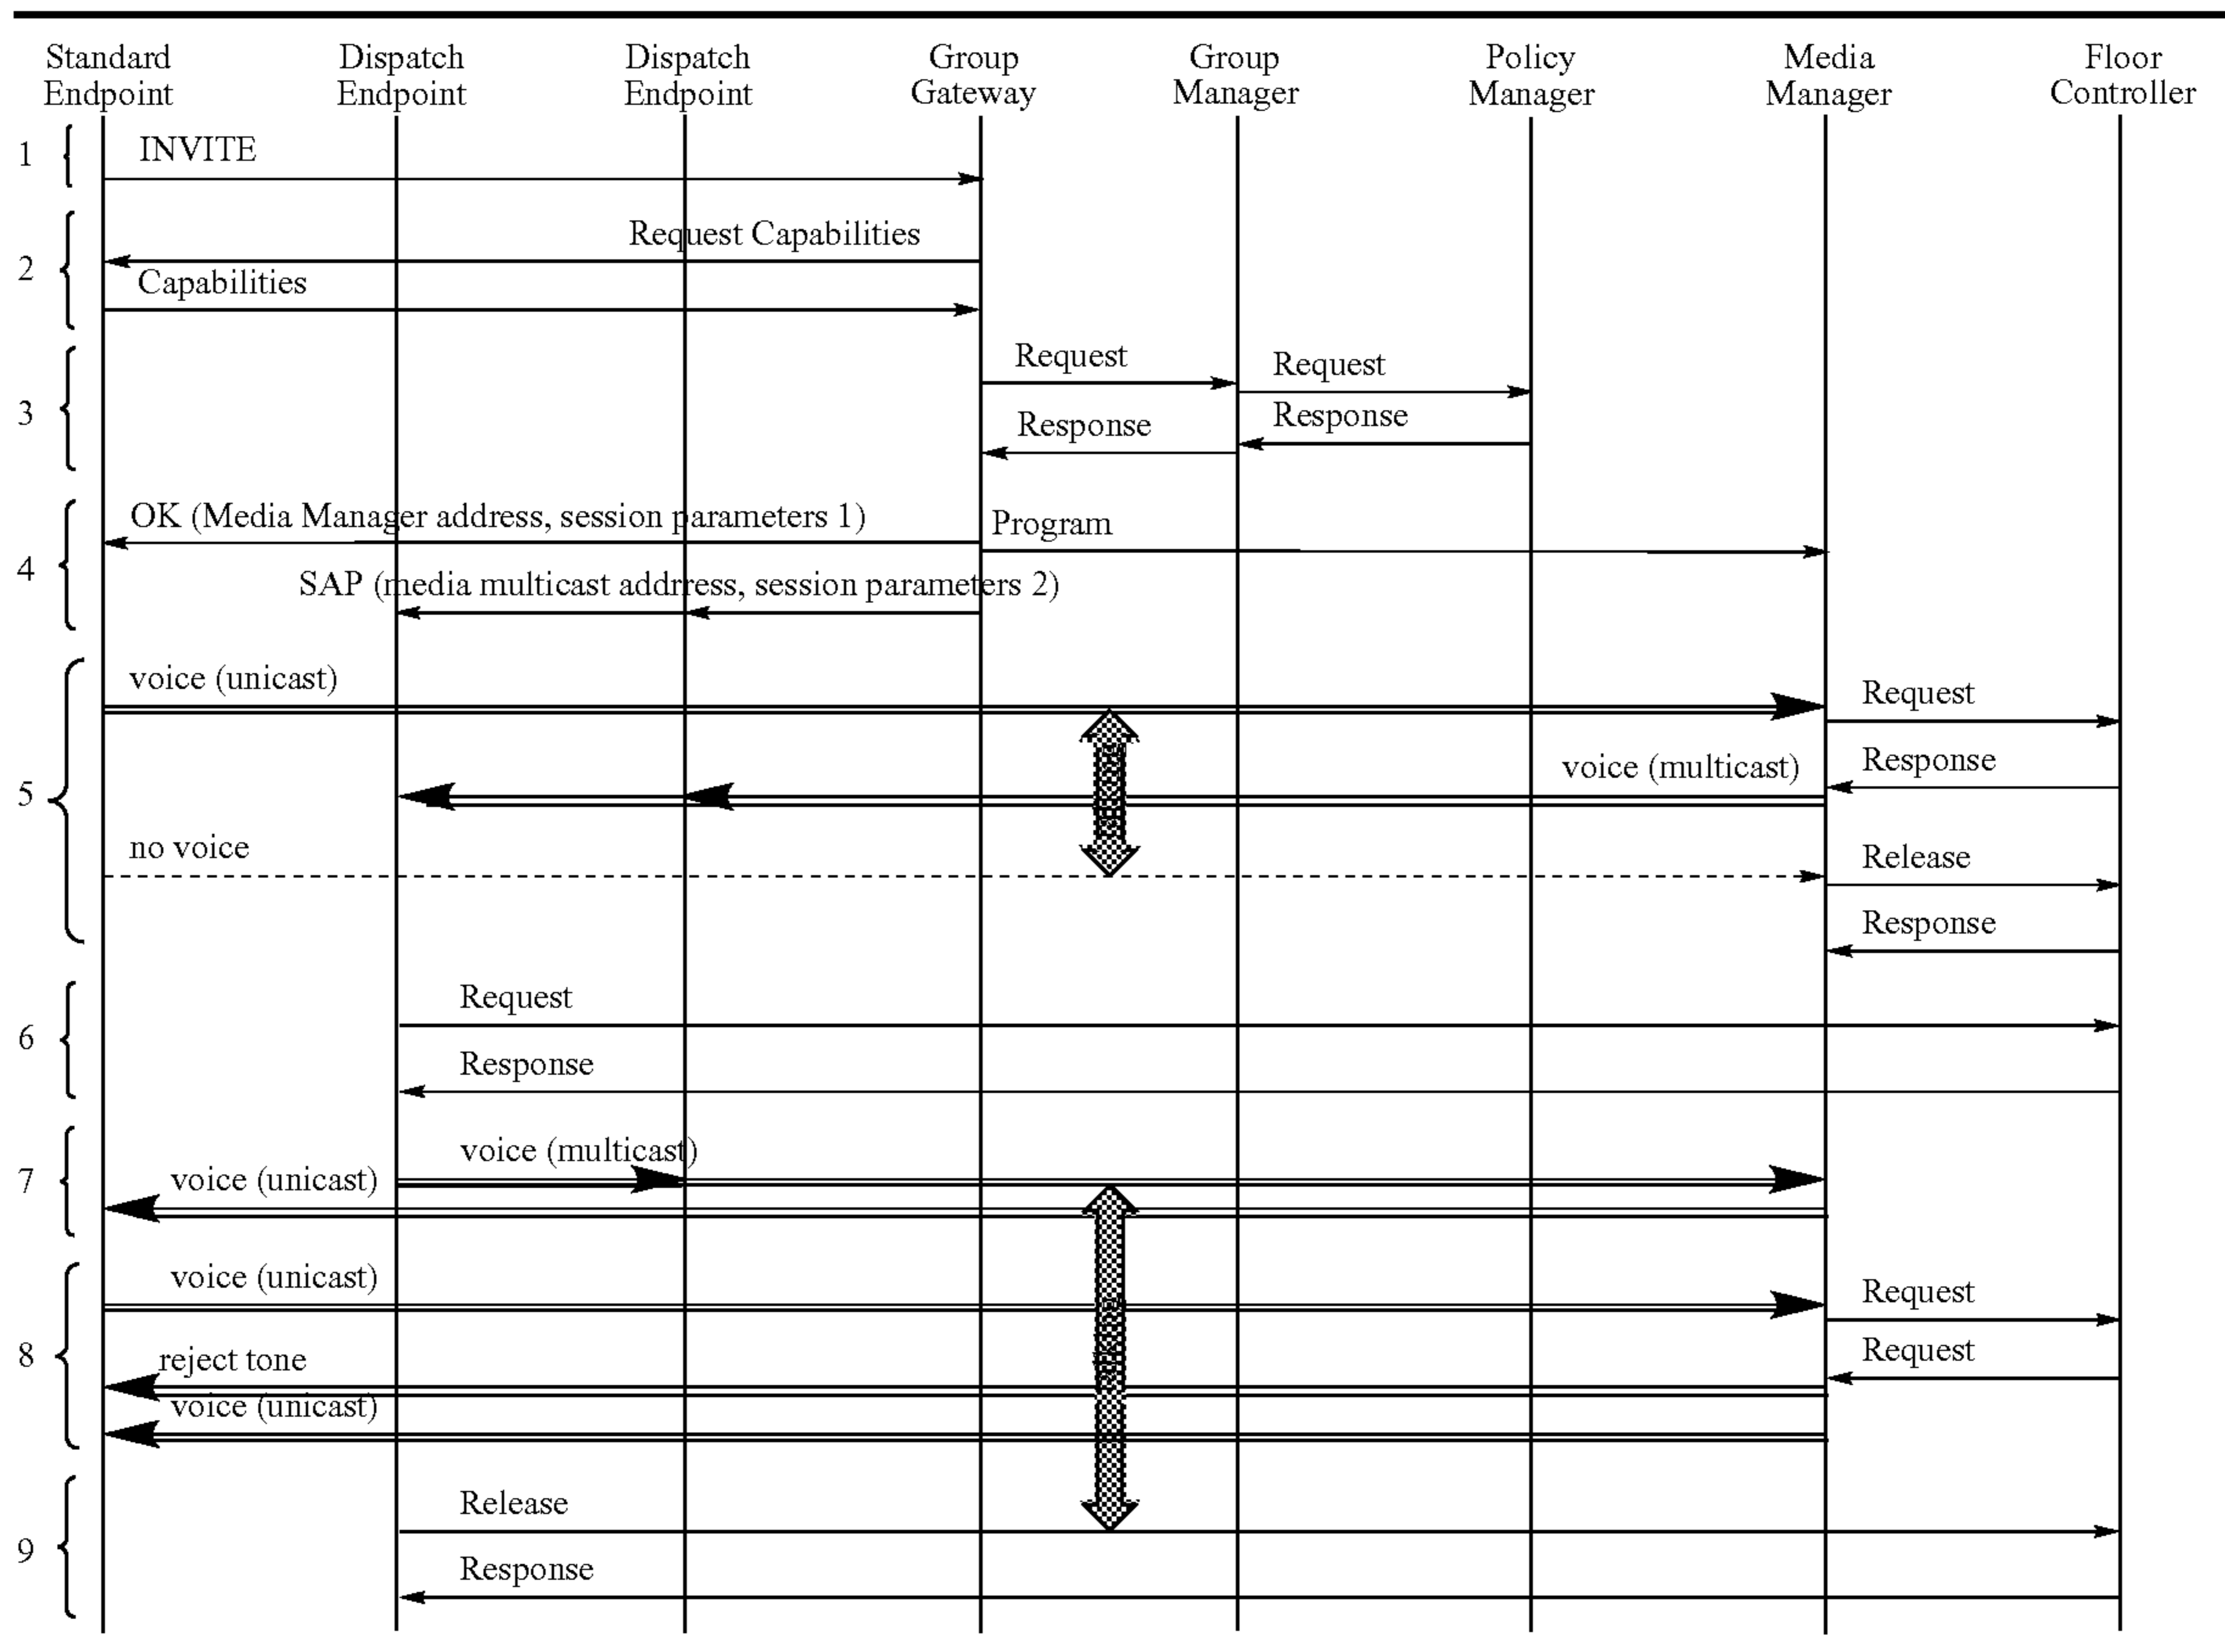 Standard Endpoint
Dispatch Endpoint
Dispatch Endpoint
Group Gateway
Group Manager
Policy Manager
Media Manager
Floor Controller
1
INVITE
2
Request Capabilities
Capabilities
3
Request
Request
Response
Response
4
OK (Media Manager address, session parameters 1)
Program
SAP (media multicast addrress, session parameters 2)
5
voice (unicast)
Request
Response
voice (multicast)
no voice
Release
Response
6
Request
Response
7
voice (multicast)
voice (unicast)
8
voice (unicast)
Request
Request
reject tone
voice (unicast)
9
Release
Response